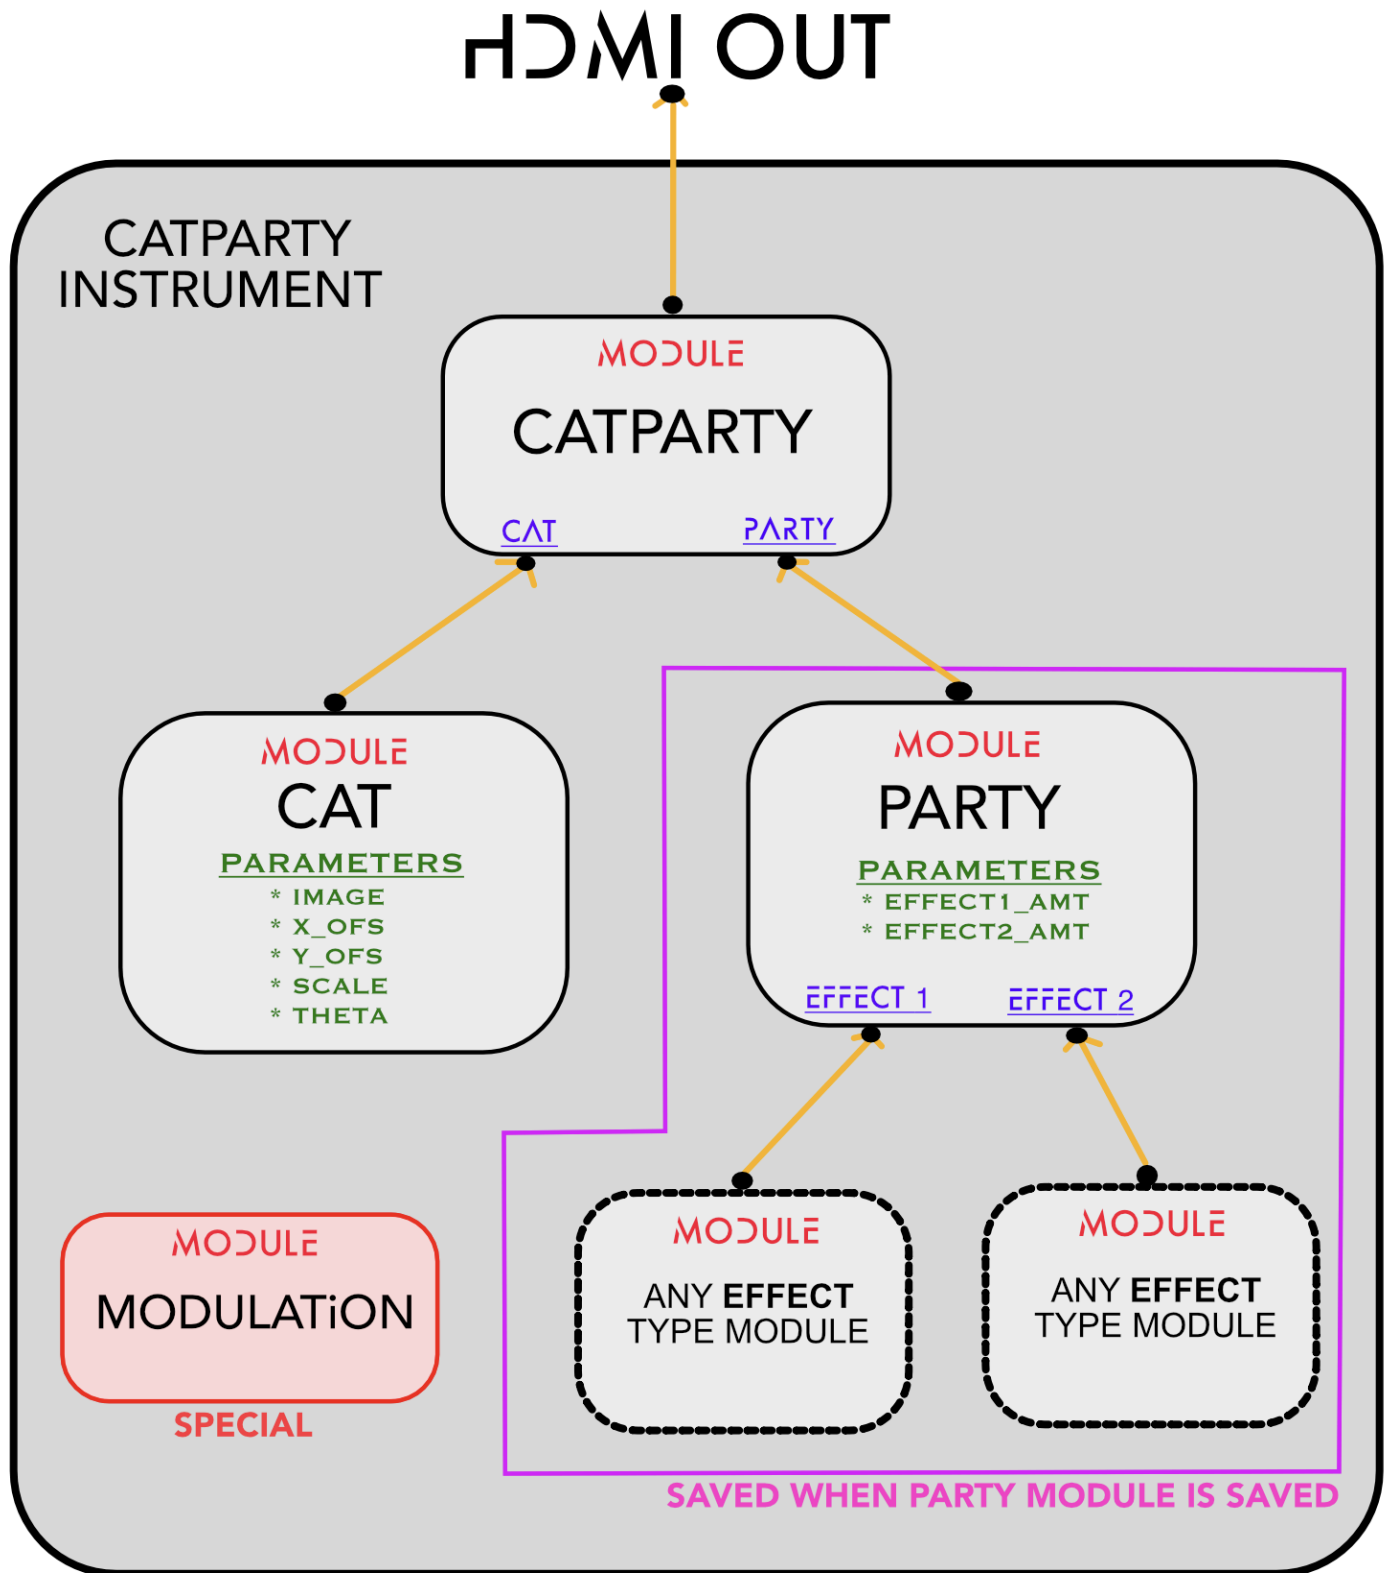 HDMI OUT
CATPARTY
INSTRUMENT
MODULE
CATPARTY
CAT
PARTY
MODULE
CAT
PARAMETERS
* IMAGE
* X_OFS
* Y_OFS
* SCALE
* THETA
MODULE
PARTY
PARAMETERS
* EFFECT1_AMT
* EFFECT2_AMT
EFFECT 1
EFFECT 2
MODULE
MODULATiON
SPECIAL
MODULE
ANY EFFECT
TYPE MODULE
MODULE
ANY EFFECT
TYPE MODULE
SAVED WHEN PARTY MODULE IS SAVED